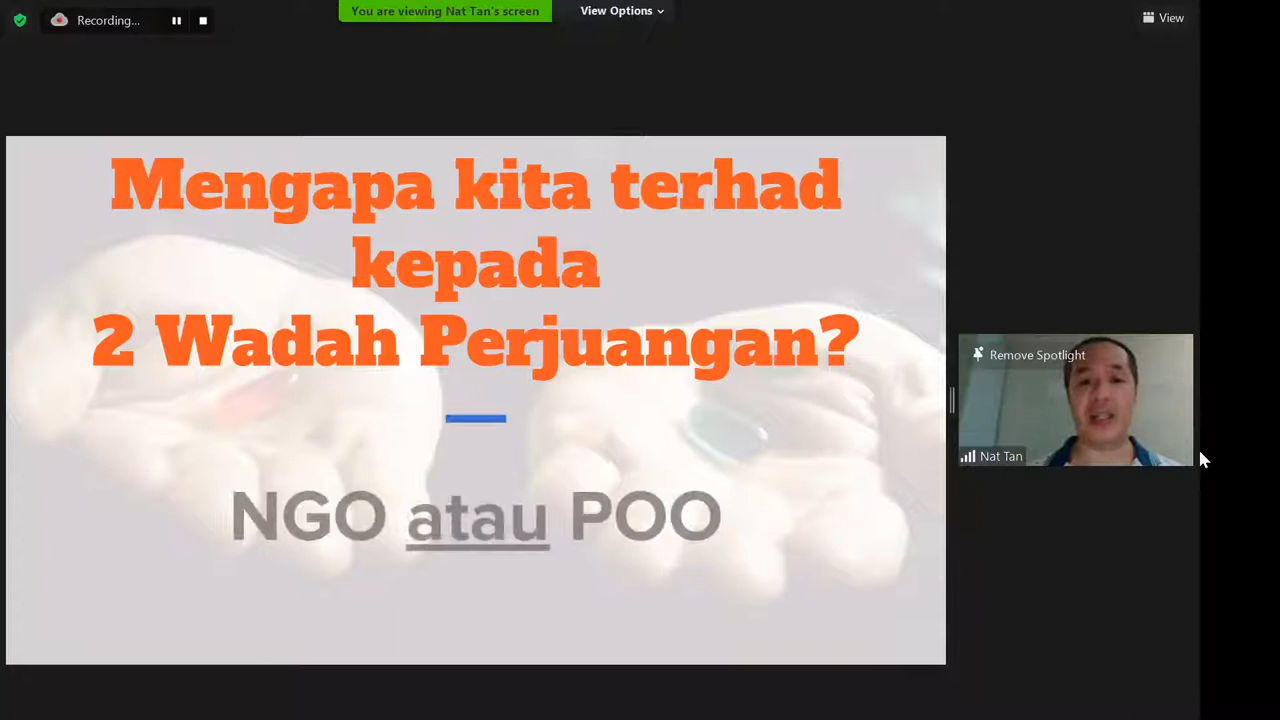 Recording...
You are viewing Nat Tan's screen
View Options
View
Mengapa kita terhad
kepada
2 Wadah Perjuangan?
NGO atau POO
Remove Spotlight
Nat Tan